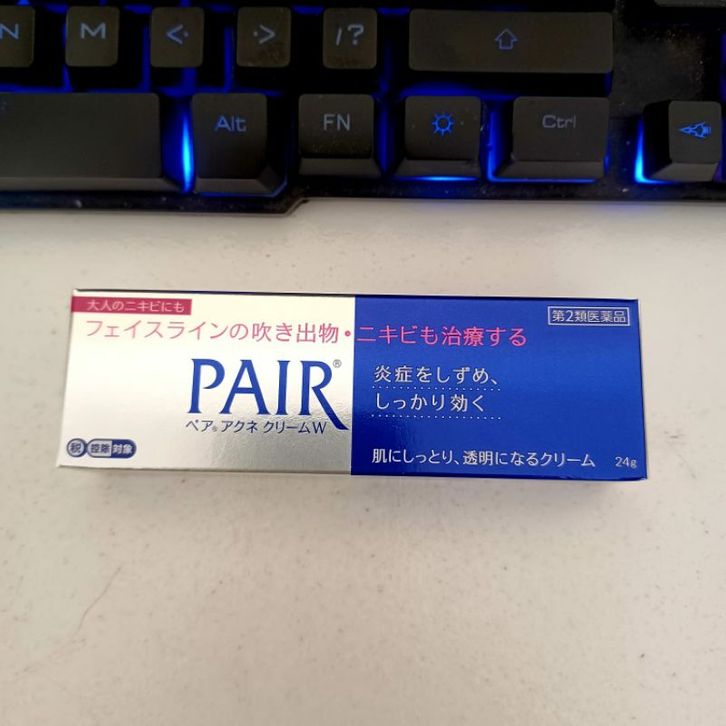 N M < > / ?
Alt FN Ctrl
大人のニキビにも
フェイスラインの吹き出物・ニキビも治療する
第2類医薬品
PAIR®
ペア® アクネ クリームW
炎症をしずめ、
しっかり効く
税 控除 対象
肌にしっとり、透明になるクリーム 24g